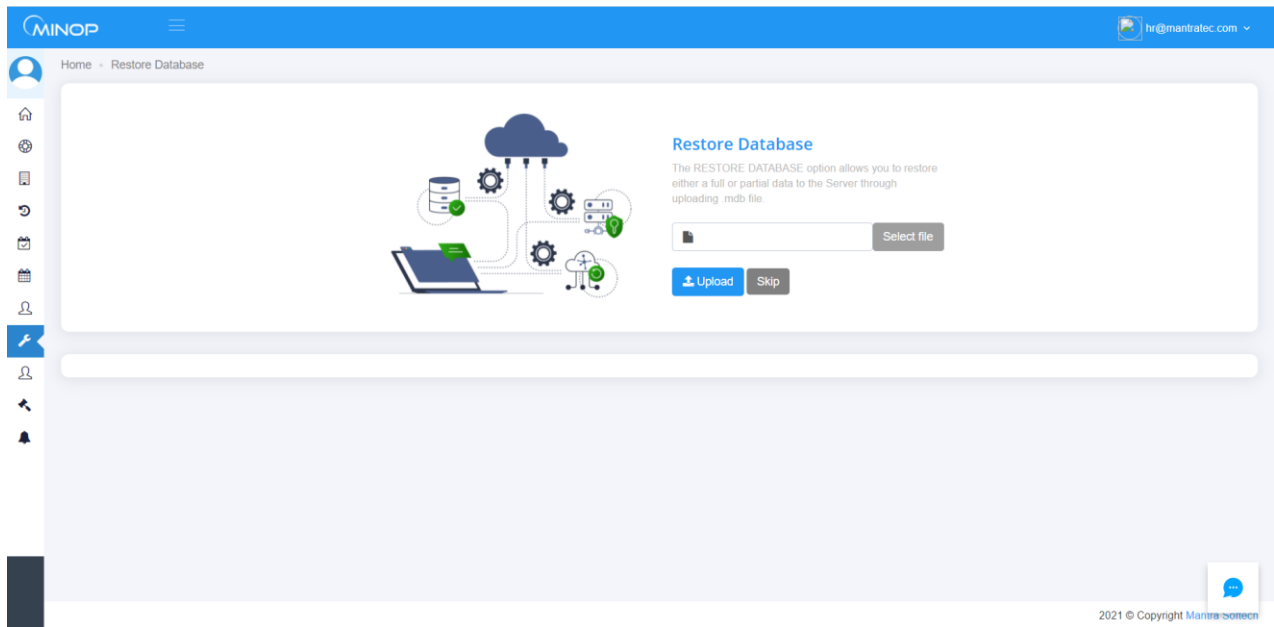 MINOP
hr@mantratec.com
Home Restore Database
Restore Database
The RESTORE DATABASE option allows you to restore
either a full or partial data to the Server through
uploading .mdb file.
Select file
Upload Skip
2021 © Copyright Mantra Softech